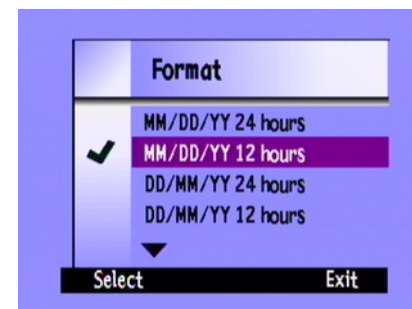 Format
MM/DD/YY 24 hours
MM/DD/YY 12 hours
DD/MM/YY 24 hours
DD/MM/YY 12 hours
Select Exit